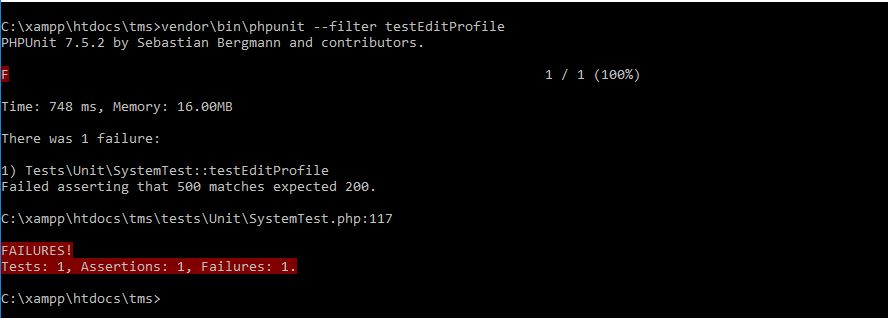 C:\xampp\htdocs\tms>vendor\bin\phpunit --filter testEditProfile
PHPUnit 7.5.2 by Sebastian Bergmann and contributors.
F 1 / 1 (100%)
Time: 748 ms, Memory: 16.00MB
There was 1 failure:
1) Tests\Unit\SystemTest::testEditProfile
Failed asserting that 500 matches expected 200.
C:\xampp\htdocs\tms\tests\Unit\SystemTest.php:117
FAILURES!
Tests: 1, Assertions: 1, Failures: 1.
C:\xampp\htdocs\tms>